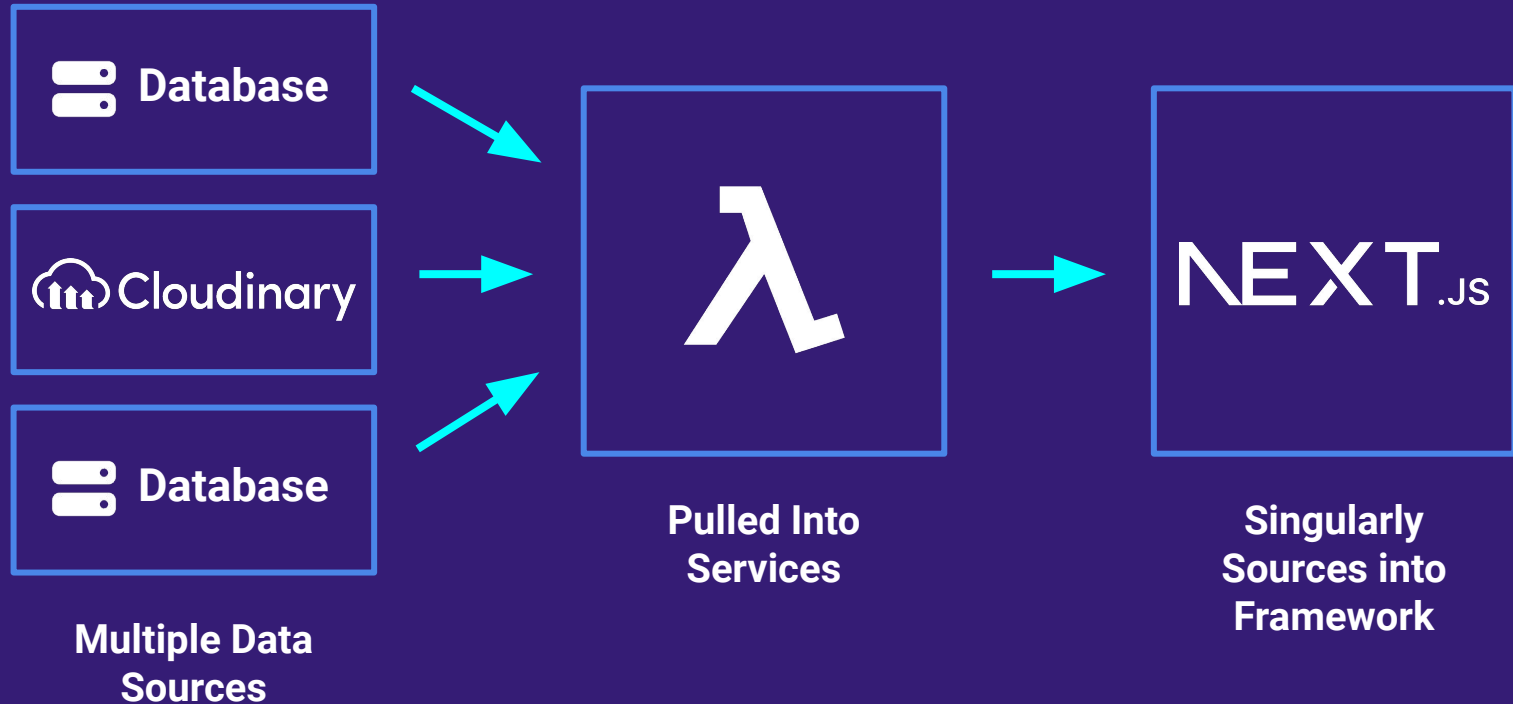 Database
Cloudinary
Database
Multiple Data
Sources
λ
Pulled Into
Services
NEXT.JS
Singularly
Sources into
Framework